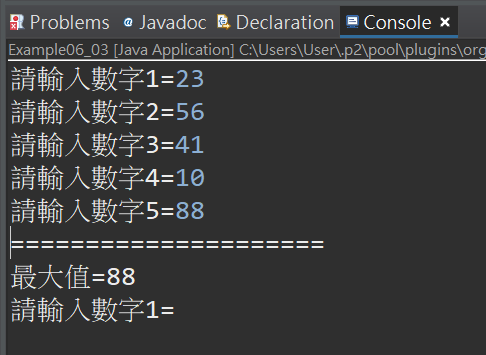 Problems @ Javadoc Declaration Console ×
Example06_03 [Java Application] C:\Users\User\.p2\pool\plugins\org
請輸入數字1=23
請輸入數字2=56
請輸入數字3=41
請輸入數字4=10
請輸入數字5=88
=====================
最大值=88
請輸入數字1=